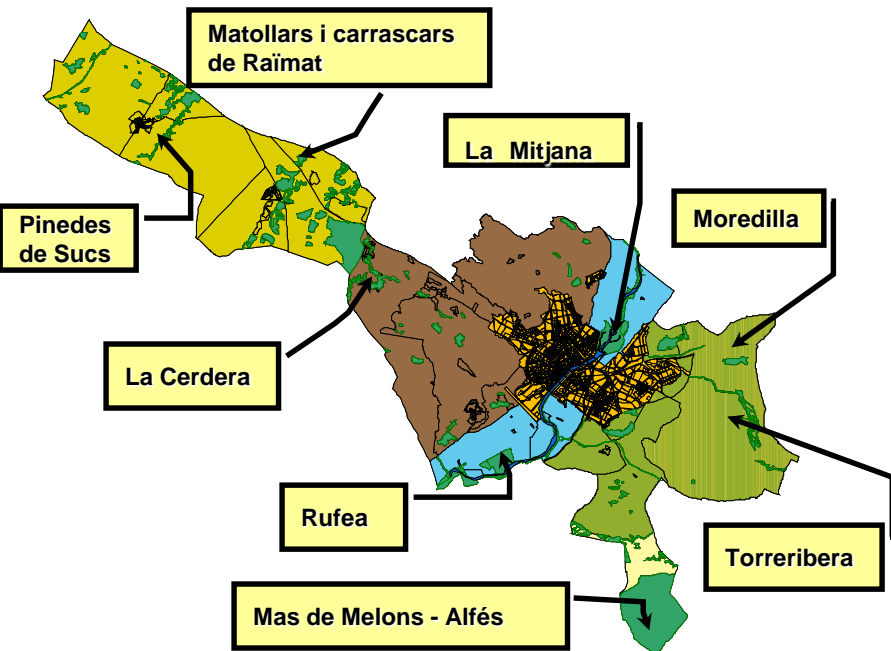 Matollars i carrascars
de Raïmat
La Mitjana
Moredilla
Pinedes
de Sucs
La Cerdera
Rufea
Torreribera
Mas de Melons - Alfés